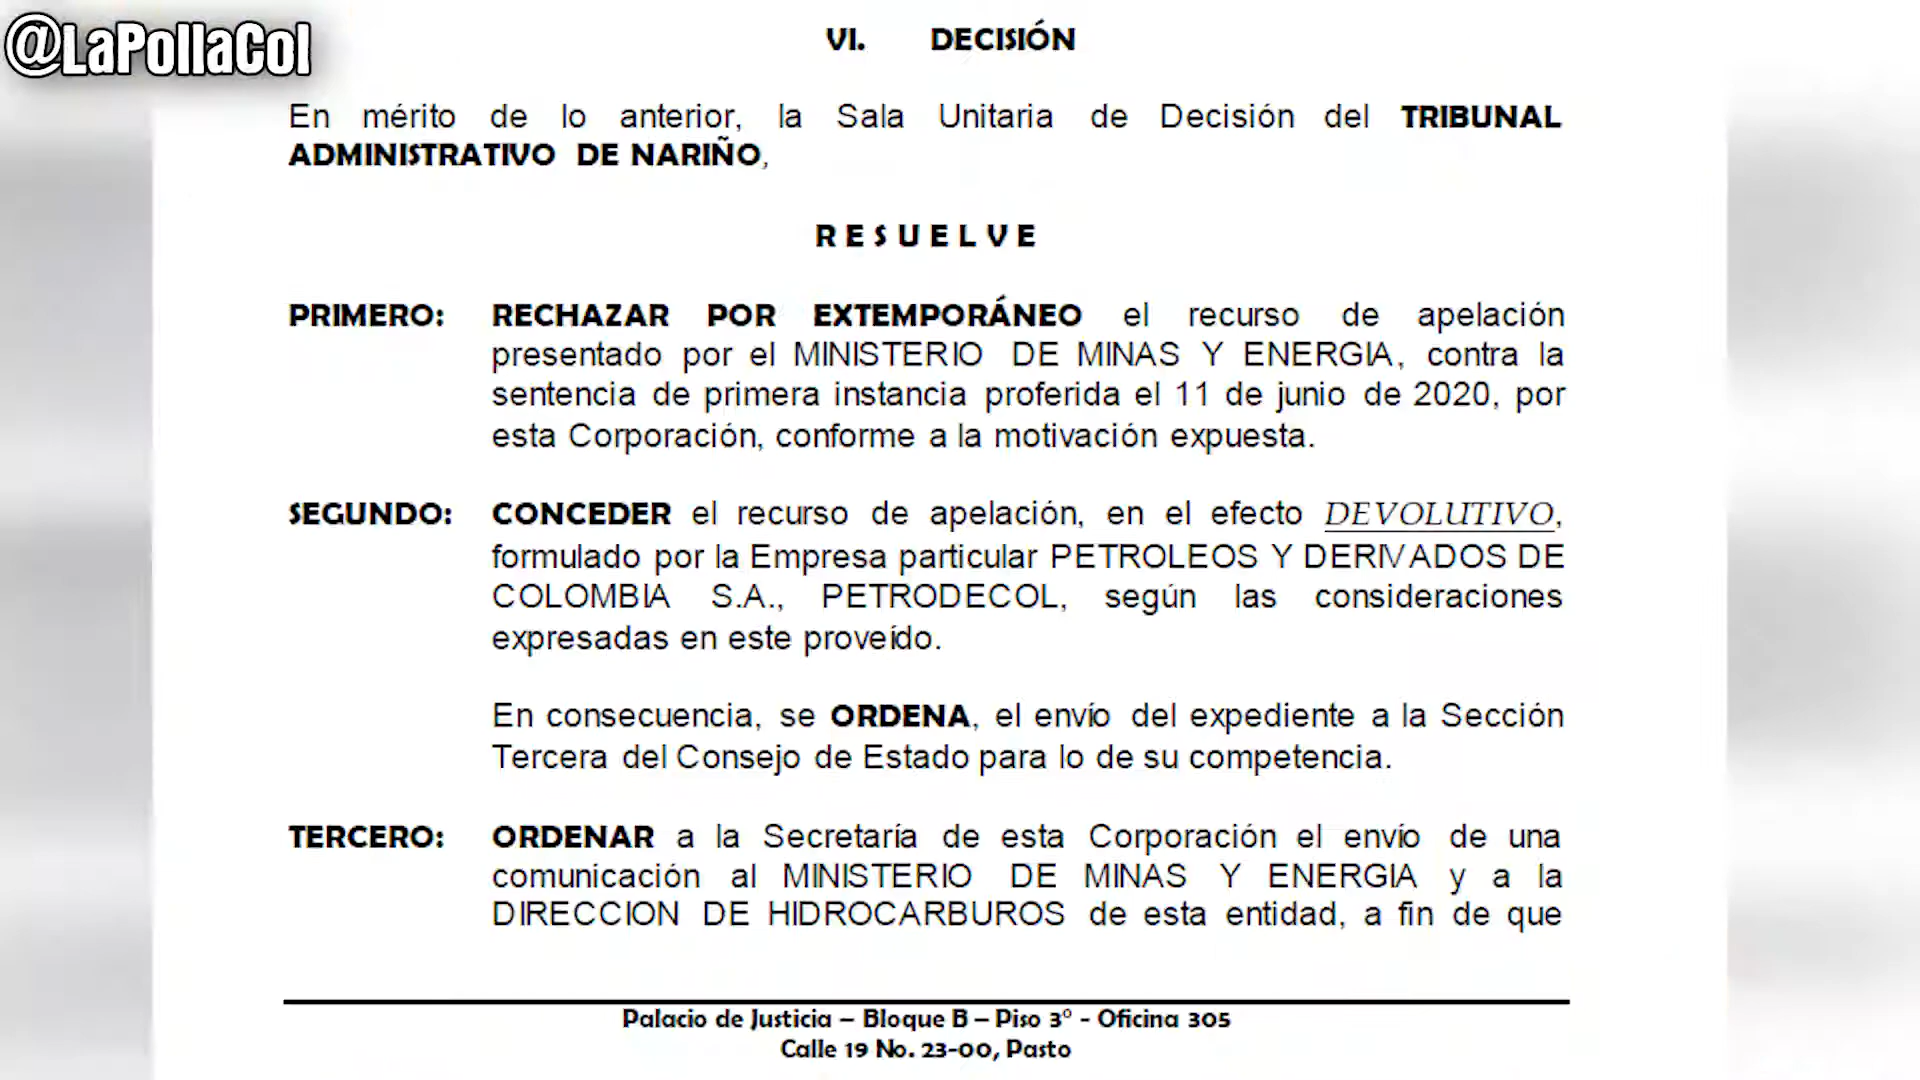 @LaPollaCol
VI. DECISIÓN
En mérito de lo anterior, la Sala Unitaria de Decisión del TRIBUNAL
ADMINISTRATIVO DE NARIÑO,
RESUELVE
PRIMERO: RECHAZAR POR EXTEMPORÁNEO el recurso de apelación
presentado por el MINISTERIO DE MINAS Y ENERGIA, contra la
sentencia de primera instancia proferida el 11 de junio de 2020, por
esta Corporación, conforme a la motivación expuesta.
SEGUNDO: CONCEDER el recurso de apelación, en el efecto DEVOLUTIVO,
formulado por la Empresa particular PETROLEOS Y DERIVADOS DE
COLOMBIA S.A., PETRODECOL, según las consideraciones
expresadas en este proveído.
En consecuencia, se ORDENA, el envío del expediente a la Sección
Tercera del Consejo de Estado para lo de su competencia.
TERCERO: ORDENAR a la Secretaría de esta Corporación el envío de una
comunicación al MINISTERIO DE MINAS Y ENERGIA y a la
DIRECCION DE HIDROCARBUROS de esta entidad, a fin de que
Palacio de Justicia – Bloque B – Piso 3º - Oficina 305
Calle 19 No. 23-00, Pasto